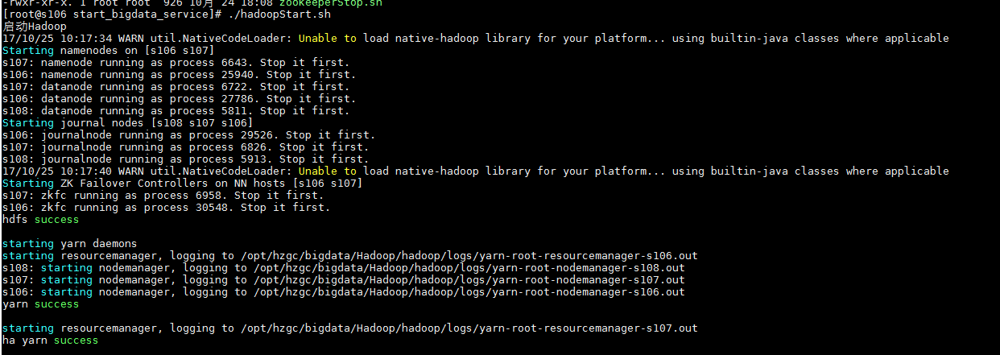 -rwxr-xr-x. 1 root root  926 10月 24 18:08 zookeeperStop.sh
[root@s106 start_bigdata_service]# ./hadoopStart.sh
启动Hadoop
17/10/25 10:17:34 WARN util.NativeCodeLoader: Unable to load native-hadoop library for your platform... using builtin-java classes where applicable
Starting namenodes on [s106 s107]
s107: namenode running as process 6643. Stop it first.
s106: namenode running as process 25940. Stop it first.
s107: datanode running as process 6722. Stop it first.
s106: datanode running as process 27786. Stop it first.
s108: datanode running as process 5811. Stop it first.
Starting journal nodes [s108 s107 s106]
s106: journalnode running as process 29526. Stop it first.
s107: journalnode running as process 6826. Stop it first.
s108: journalnode running as process 5913. Stop it first.
17/10/25 10:17:40 WARN util.NativeCodeLoader: Unable to load native-hadoop library for your platform... using builtin-java classes where applicable
Starting ZK Failover Controllers on NN hosts [s106 s107]
s107: zkfc running as process 6958. Stop it first.
s106: zkfc running as process 30548. Stop it first.
hdfs success
starting yarn daemons
starting resourcemanager, logging to /opt/hzgc/bigdata/Hadoop/hadoop/logs/yarn-root-resourcemanager-s106.out
s108: starting nodemanager, logging to /opt/hzgc/bigdata/Hadoop/hadoop/logs/yarn-root-nodemanager-s108.out
s107: starting nodemanager, logging to /opt/hzgc/bigdata/Hadoop/hadoop/logs/yarn-root-nodemanager-s107.out
s106: starting nodemanager, logging to /opt/hzgc/bigdata/Hadoop/hadoop/logs/yarn-root-nodemanager-s106.out
yarn success
starting resourcemanager, logging to /opt/hzgc/bigdata/Hadoop/hadoop/logs/yarn-root-resourcemanager-s107.out
ha yarn success